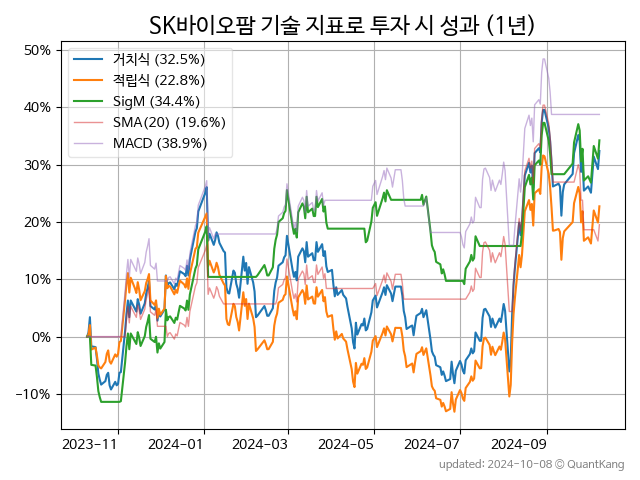 SK바이오팜 기술 지표로 투자 시 성과 (1년)
거치식 (32.5%)
적립식 (22.8%)
SigM (34.4%)
SMA(20) (19.6%)
MACD (38.9%)
50%
40%
30%
20%
10%
0%
−10%
2023-11
2024-01
2024-03
2024-05
2024-07
2024-09
updated: 2024-10-08 © QuantKang